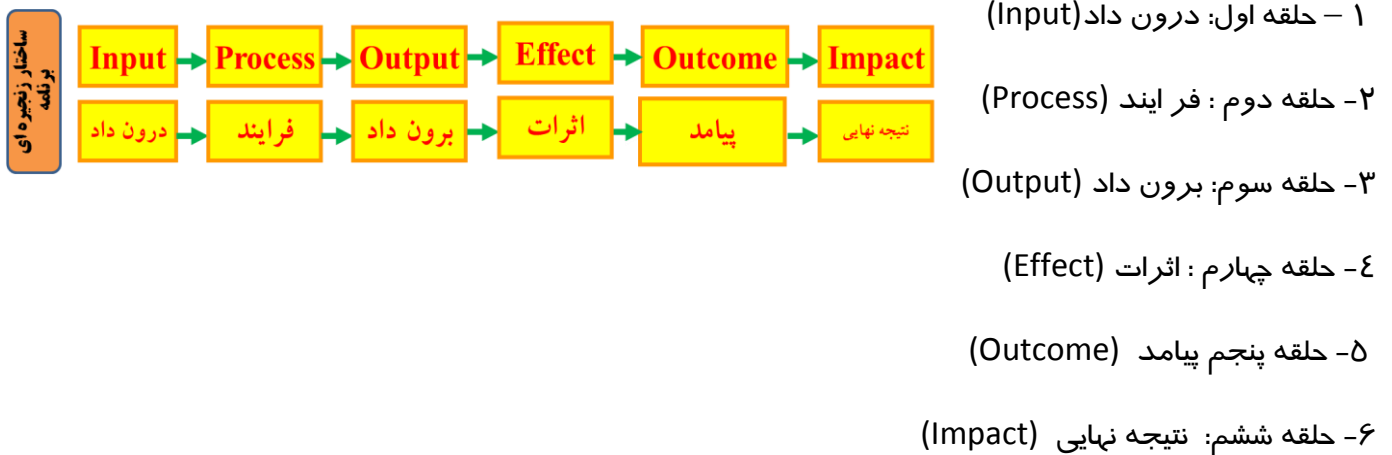 ساختار زنجیره ای
برنامه
Input Process Output Effect Outcome Impact
درون داد فرایند برون داد اثرات پیامد نتیجه نهایی
۱ – حلقه اول: درون داد(Input)
۲- حلقه دوم : فر ایند (Process)
۳- حلقه سوم: برون داد (Output)
٤- حلقه چهارم : اثرات (Effect)
۵- حلقه پنجم پیامد (Outcome)
۶- حلقه ششم: نتیجه نهایی (Impact)